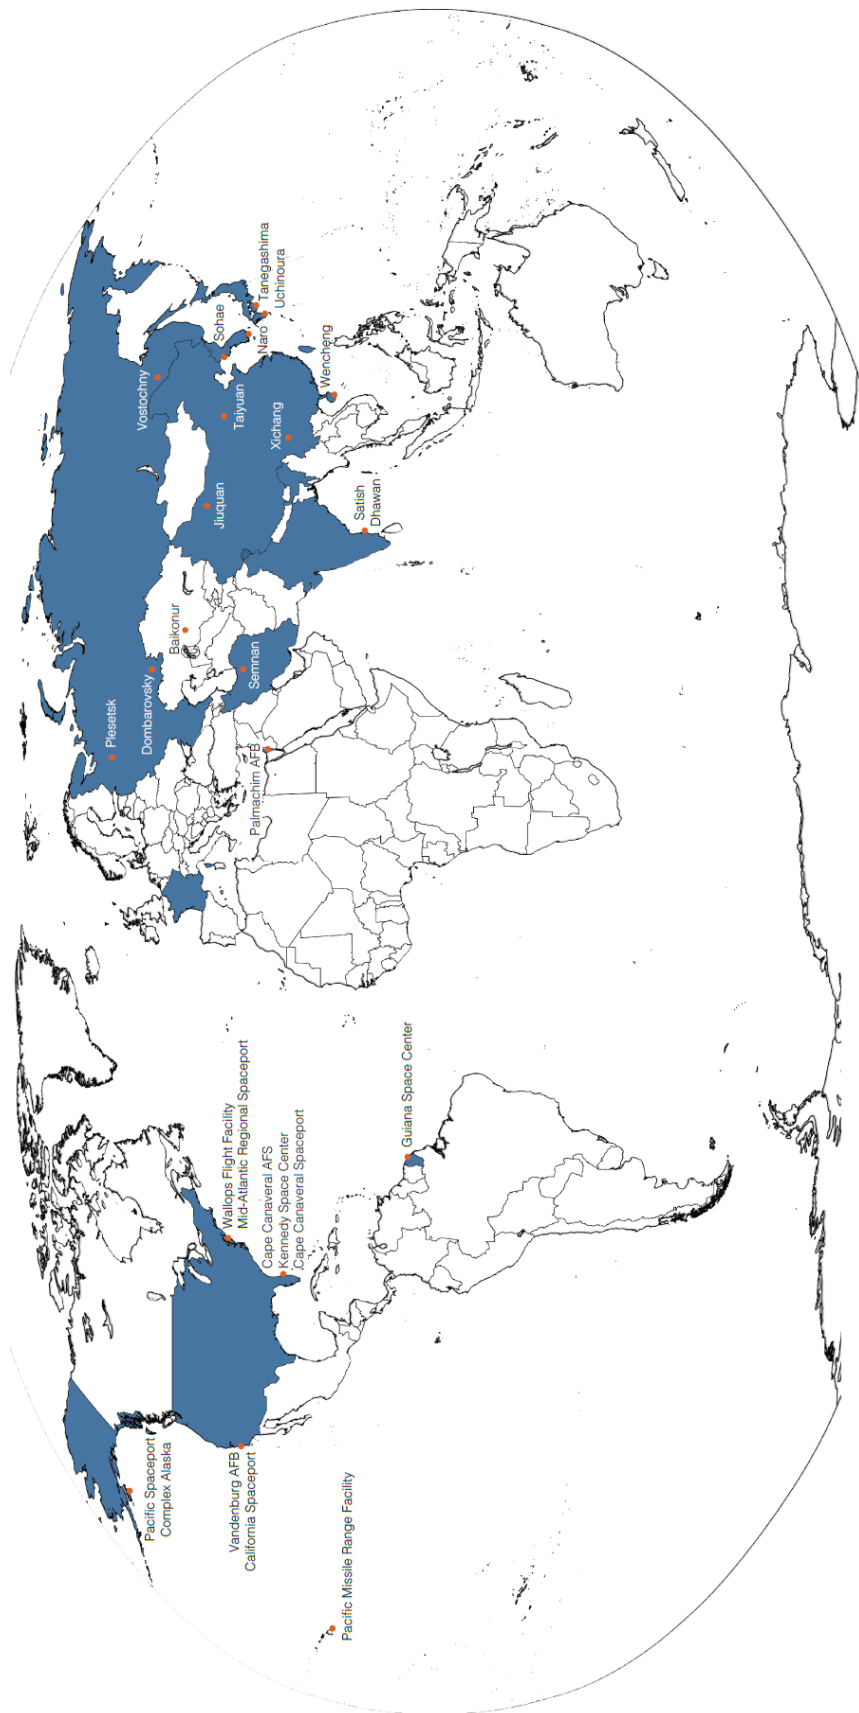 Pacific Spaceport
Complex Alaska
Vandenburg AFB
California Spaceport
Pacific Missile Range Facility
Wallops Flight Facility
Mid-Atlantic Regional Spaceport
Cape Canaveral AFS
Kennedy Space Center
Cape Canaveral Spaceport
Guiana Space Center
Plesetsk
Dombarovsky
Baikonur
Semnan
Palmachim AFB
Vostochny
Jiuquan
Taiyuan
Xichang
Sohae
Naro
Tanegashima
Uchinoura
Wencheng
Satish
Dhawan